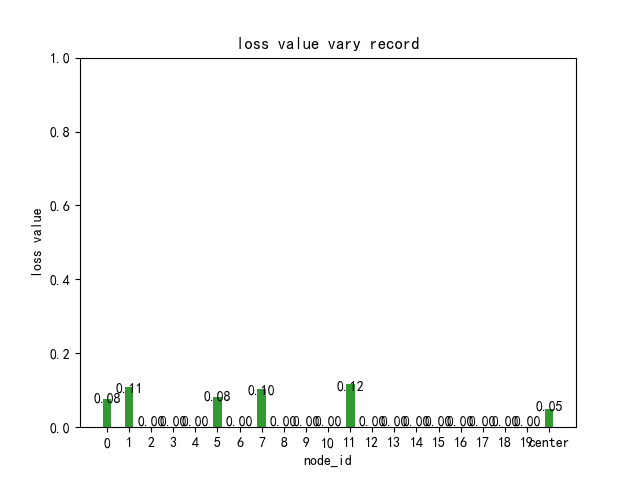 loss value vary record
1.0
0.8
0.6
0.4
0.2
0.0
loss value
0.08 0.11 0.00 0.00 0.00 0.08 0.00 0.10 0.00 0.00 0.00 0.12 0.00 0.00 0.00 0.00 0.00 0.00 0.00 0.00 0.05
0 1 2 3 4 5 6 7 8 9 10 11 12 13 14 15 16 17 18 19 center
node_id